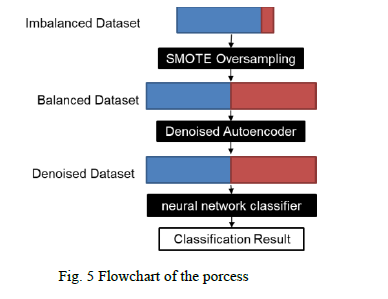 Imbalanced Dataset
SMOTE Oversampling
Balanced Dataset
Denoised Autoencoder
Denoised Dataset
neural network classifier
Classification Result
Fig. 5 Flowchart of the porcess